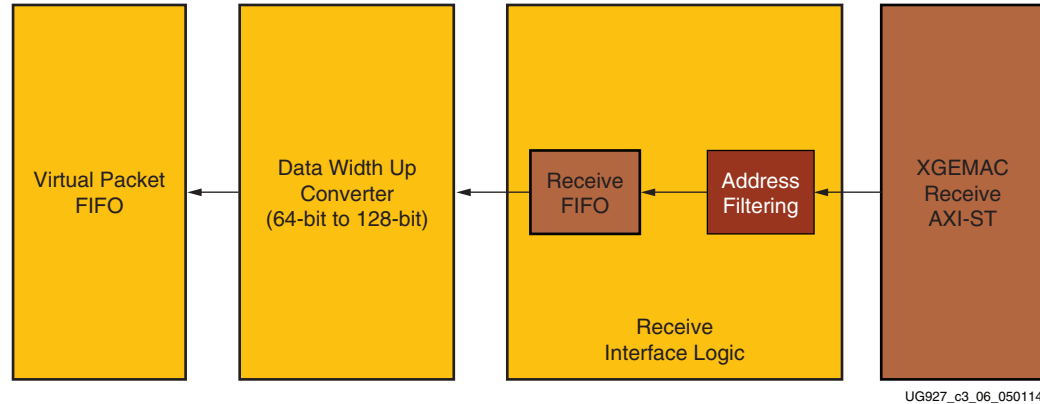 Virtual Packet
FIFO
Data Width Up
Converter
(64-bit to 128-bit)
Receive
FIFO
Address
Filtering
Receive
Interface Logic
XGEMAC
Receive
AXI-ST
UG927_c3_06_050114